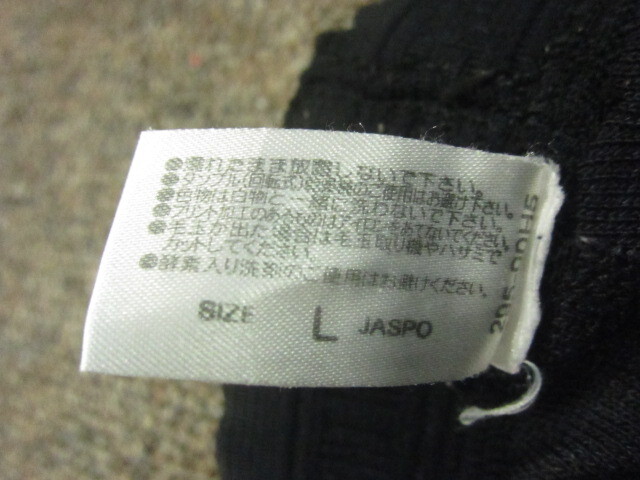 ●濡れたまま放置しないで下さい。
●タンブル(回転式)乾燥機のご使用はお避け下さい。
●色物は白物と一緒に洗わないで下さい。
●プリント加工のあるものはアイロンをあてないでください。
●毛玉が出た場合は毛玉取り機やハサミで
カットしてください。
●酵素入り洗剤のご使用はお避けください。
SIZE L JASPO